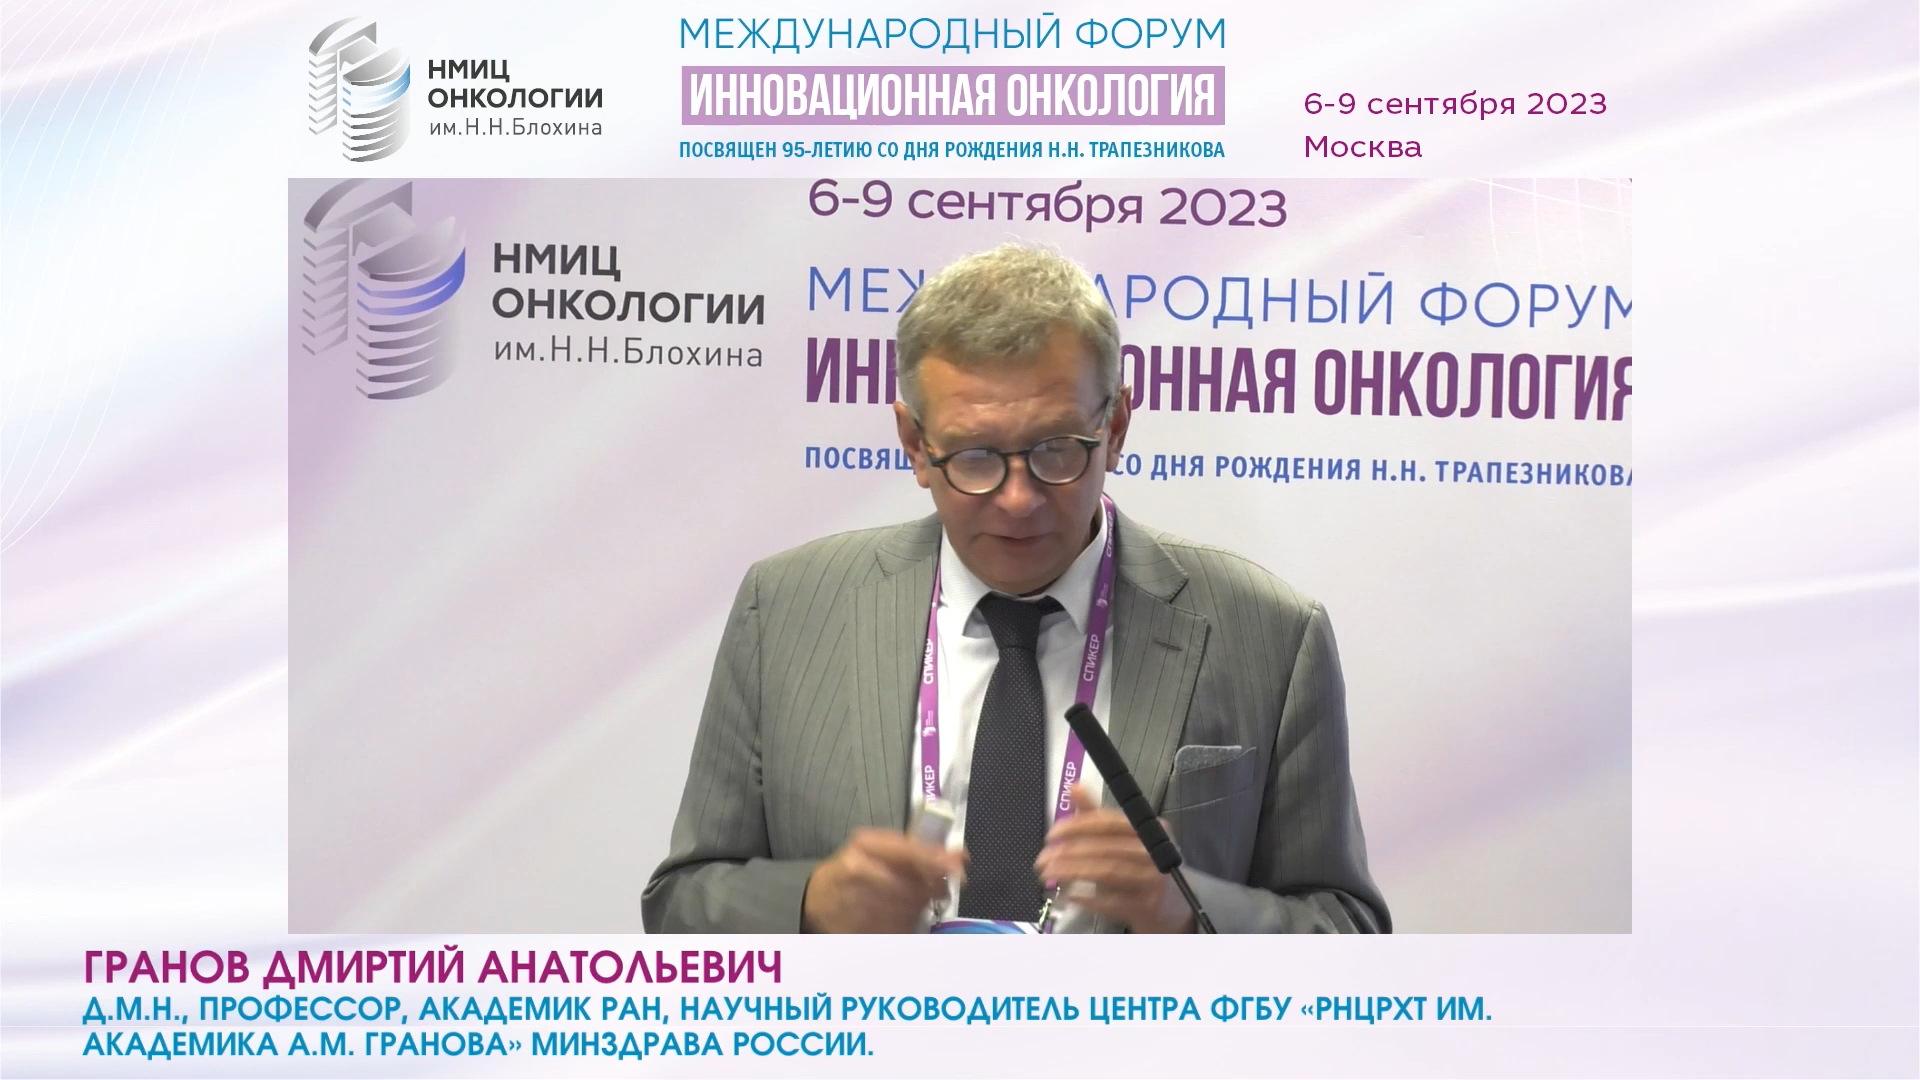 НМИЦ
ОНКОЛОГИИ
им.Н.Н.Блохина
МЕЖДУНАРОДНЫЙ ФОРУМ
ИННОВАЦИОННАЯ ОНКОЛОГИЯ
ПОСВЯЩЕН 95-ЛЕТИЮ СО ДНЯ РОЖДЕНИЯ Н.Н. ТРАПЕЗНИКОВА
6-9 сентября 2023
Москва
НМИЦ
ОНКОЛОГИИ
им.Н.Н.Блохина
6-9 сентября 2023
МЕЖ АРОДНЫЙ ФОРУМ
ИНН ОННАЯ ОНКОЛОГИЯ
ПОСВЯЩ СО ДНЯ РОЖДЕНИЯ Н.Н. ТРАПЕЗНИКОВА
СПИКЕР
СПИКЕР
СПИКЕР
ПИКЕР
СПИКЕР
ГРАНОВ ДМИРТИЙ АНАТОЛЬЕВИЧ
Д.М.Н., ПРОФЕССОР, АКАДЕМИК РАН, НАУЧНЫЙ РУКОВОДИТЕЛЬ ЦЕНТРА ФГБУ «РНЦРХТ ИМ.
АКАДЕМИКА А.М. ГРАНОВА» МИНЗДРАВА РОССИИ.